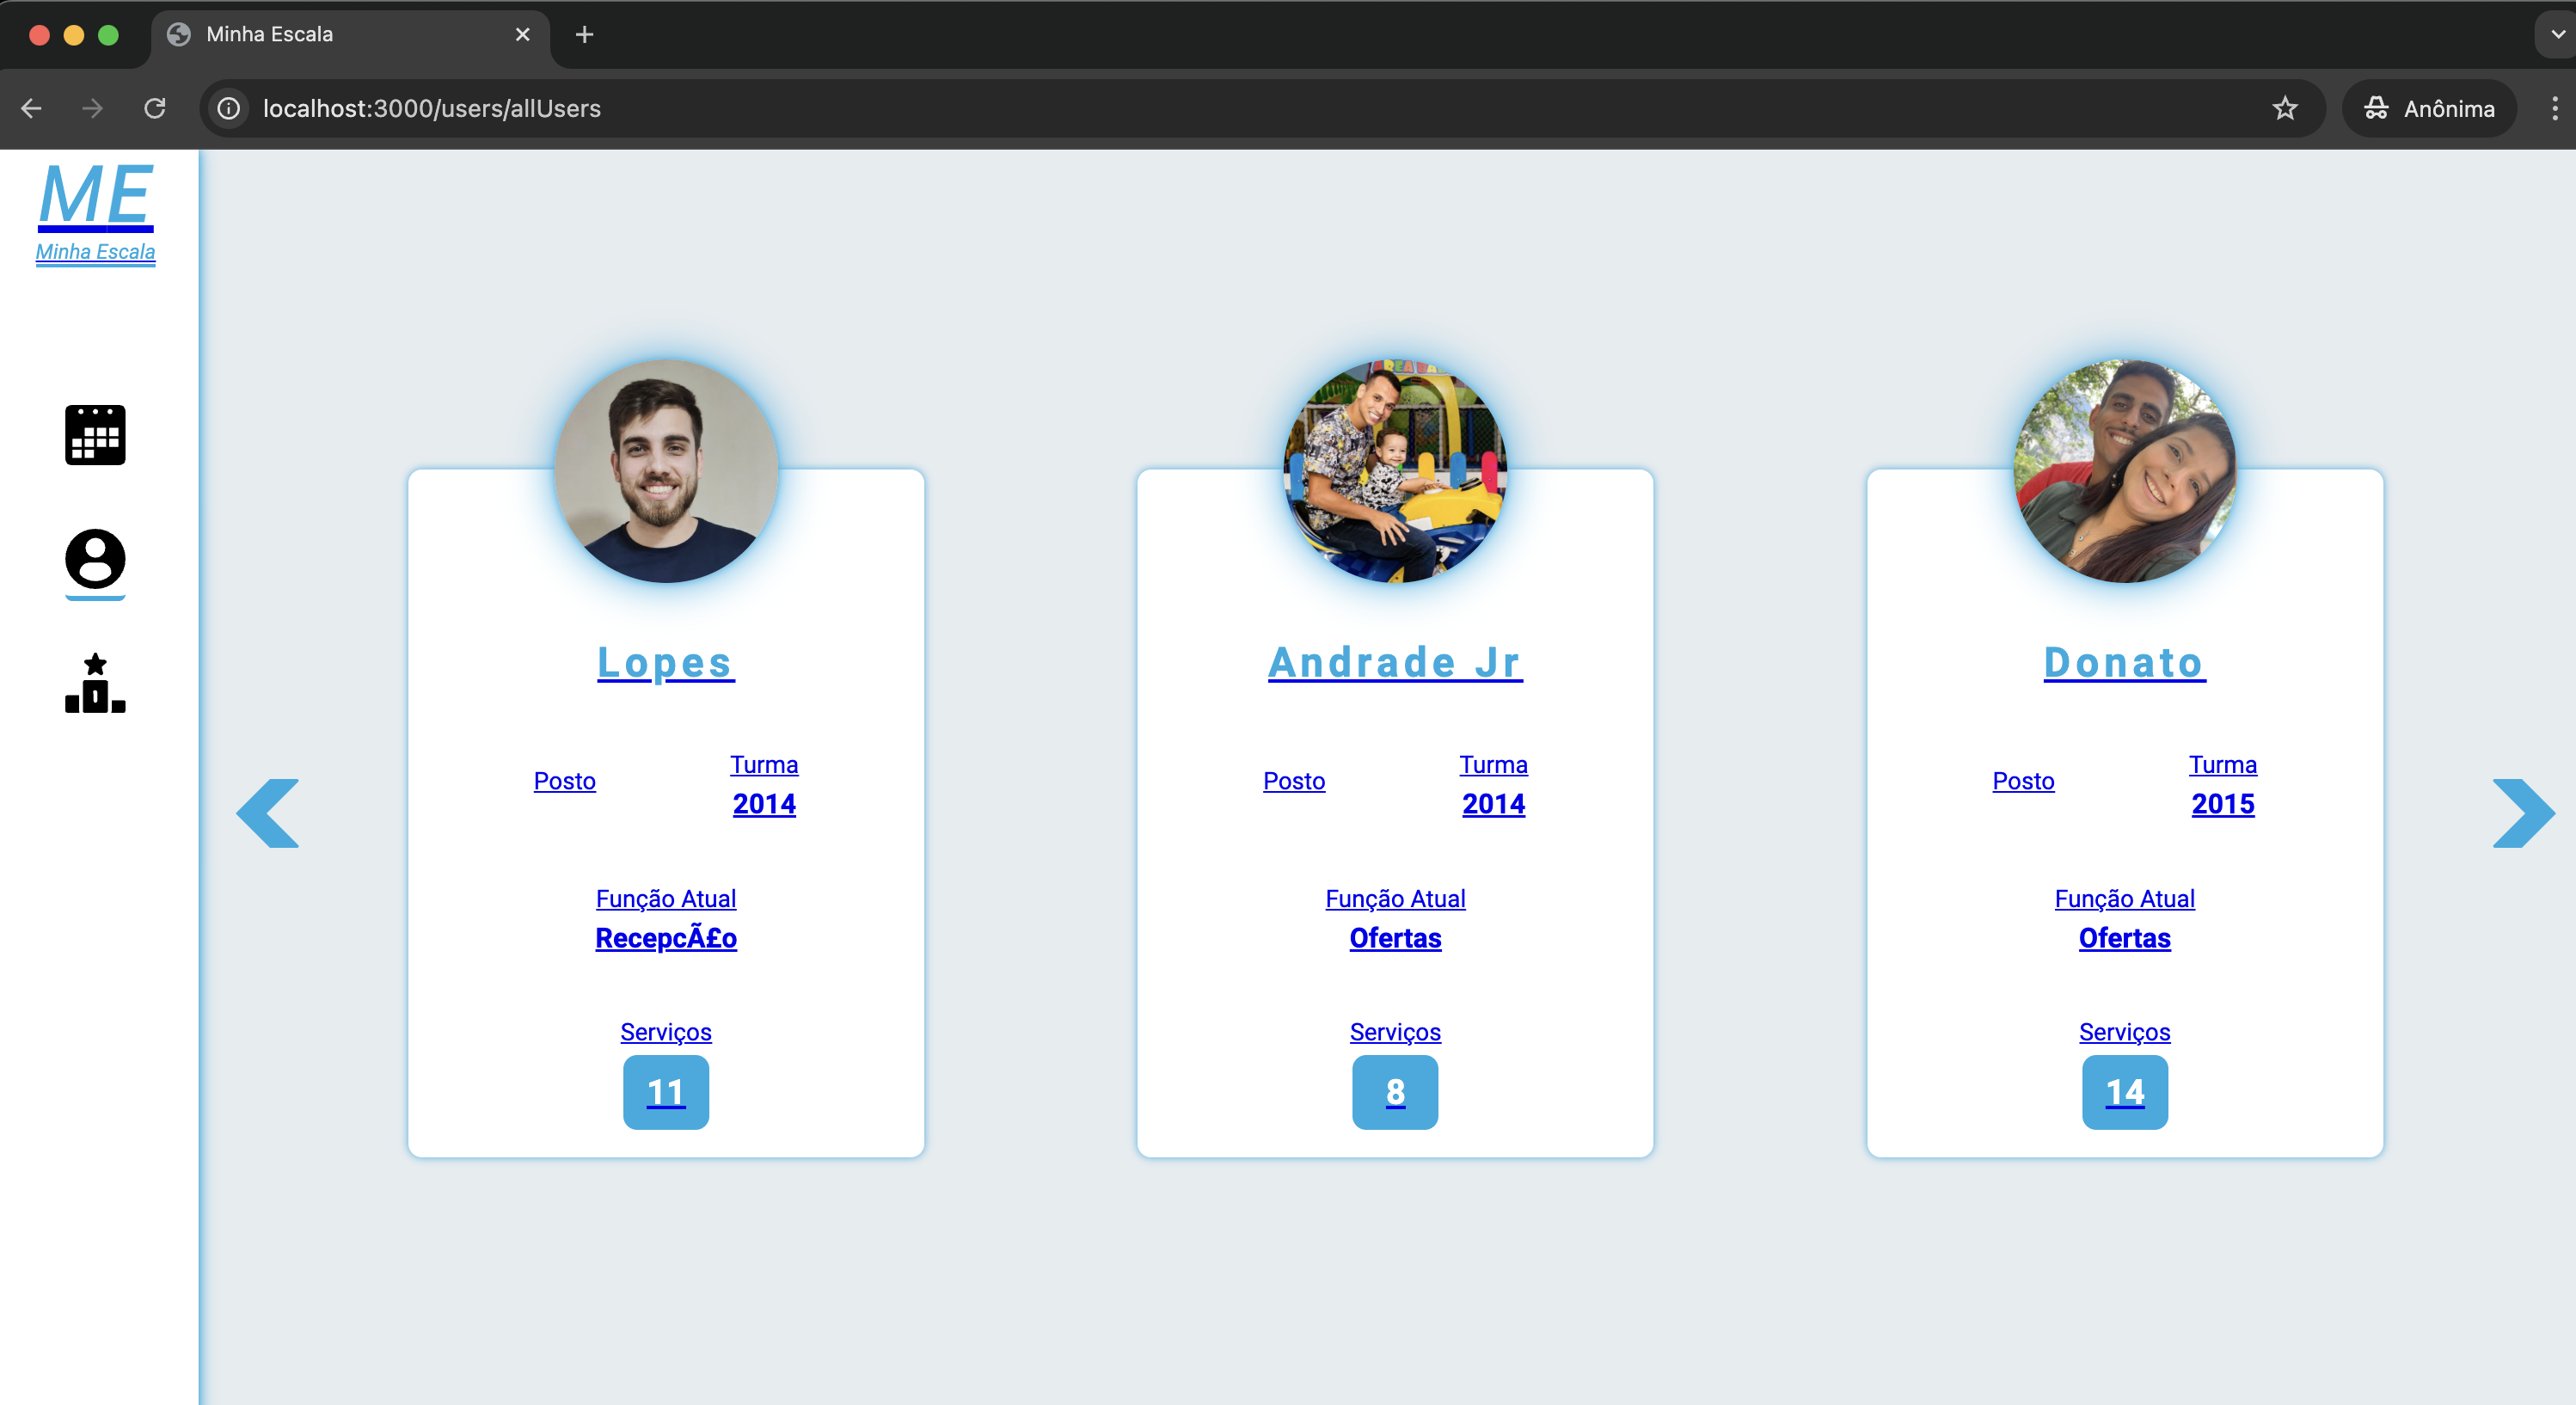 Minha Escala
localhost:3000/users/allUsers
Anônima
ME
Minha Escala
Lopes
Posto
Turma
2014
Função Atual
RecepcÃ£o
Serviços
11
Andrade Jr
Posto
Turma
2014
Função Atual
Ofertas
Serviços
8
Donato
Posto
Turma
2015
Função Atual
Ofertas
Serviços
14